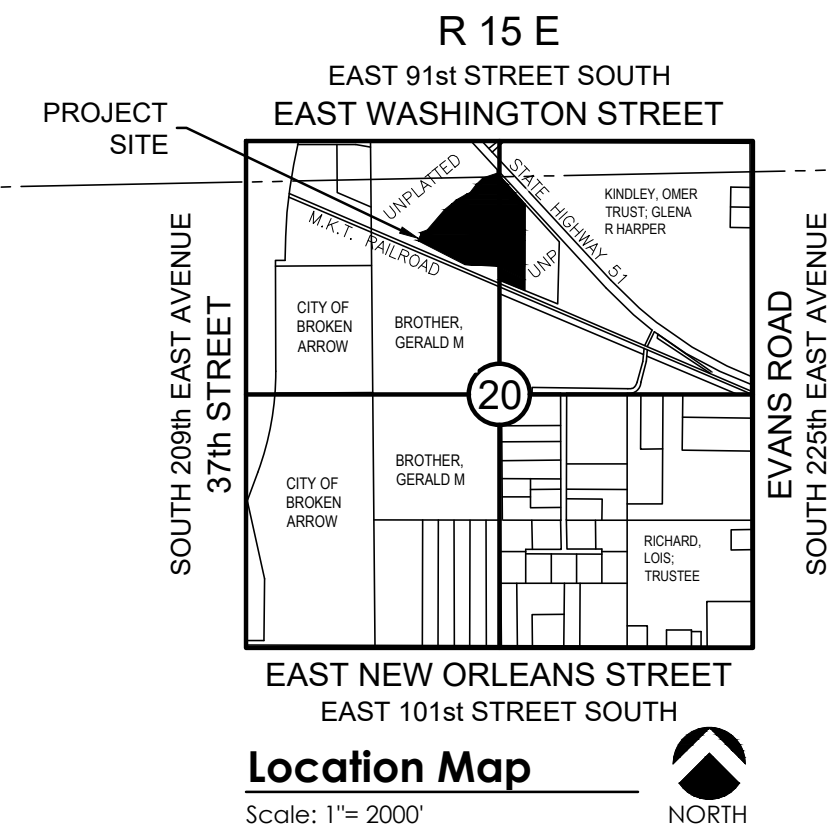 R 15 E
EAST 91st STREET SOUTH
EAST WASHINGTON STREET
PROJECT
SITE
UNPLATTED
STATE HIGHWAY 51
KINDLEY, OMER
TRUST; GLENA
R HARPER
M.K.T. RAILROAD
UNP
SOUTH 209th EAST AVENUE
37th STREET
CITY OF
BROKEN
ARROW
BROTHER,
GERALD M
EVANS ROAD
SOUTH 225th EAST AVENUE
20
CITY OF
BROKEN
ARROW
BROTHER,
GERALD M
RICHARD,
LOIS;
TRUSTEE
EAST NEW ORLEANS STREET
EAST 101st STREET SOUTH
Location Map
Scale: 1"= 2000'
NORTH